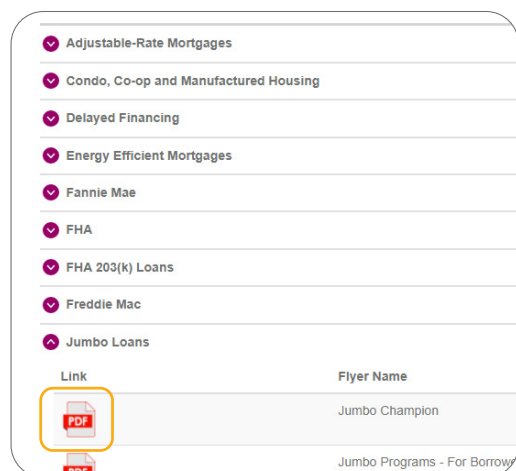 Adjustable-Rate Mortgages
Condo, Co-op and Manufactured Housing
Delayed Financing
Energy Efficient Mortgages
Fannie Mae
FHA
FHA 203(k) Loans
Freddie Mac
Jumbo Loans
Link Flyer Name
PDF Jumbo Champion
PDF Jumbo Programs - For Borrowe